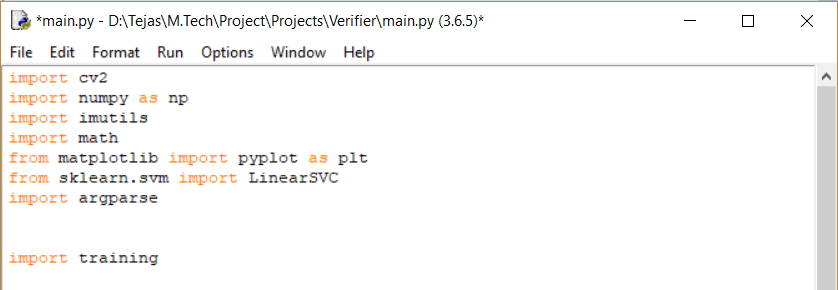 *main.py - D:\Tejas\M.Tech\Project\Projects\Verifier\main.py (3.6.5)*
File Edit Format Run Options Window Help
import cv2
import numpy as np
import imutils
import math
from matplotlib import pyplot as plt
from sklearn.svm import LinearSVC
import argparse
import training